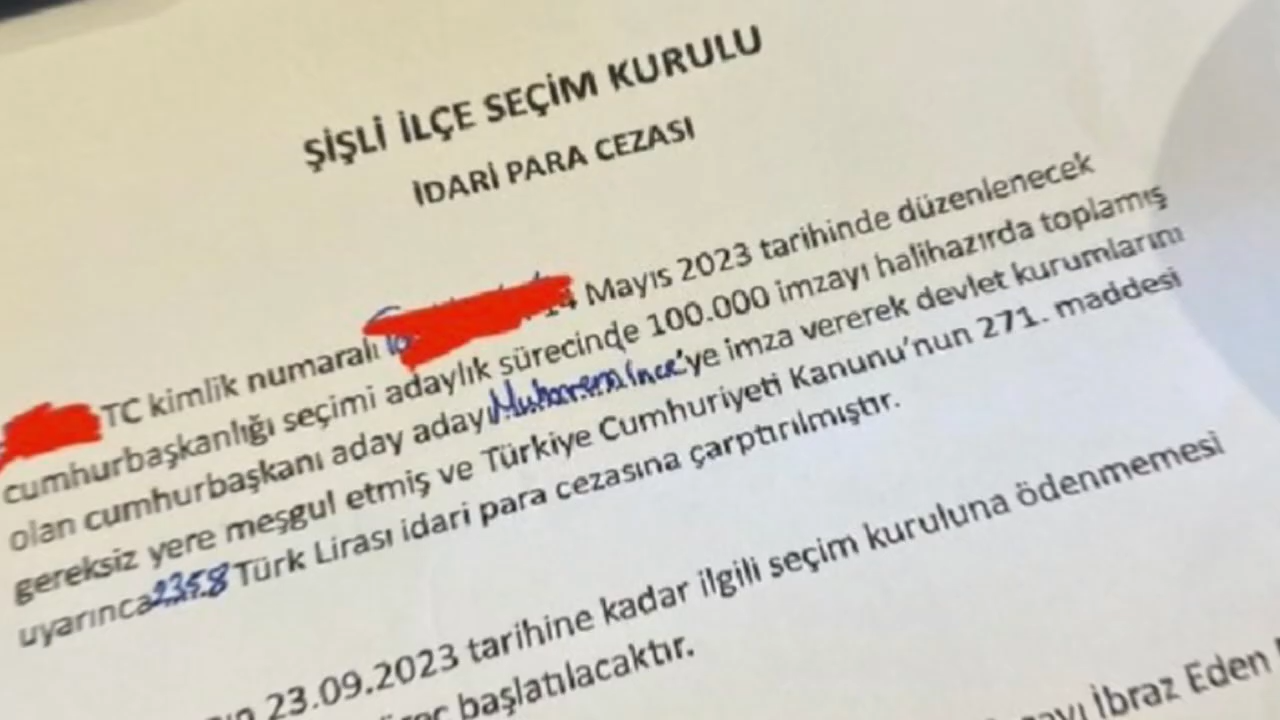 ŞİŞLİ İLÇE SEÇİM KURULU
İDARİ PARA CEZASI
TC kimlik numaralı 14 Mayıs 2023 tarihinde düzenlenecek
cumhurbaşkanlığı seçimi adaylık sürecinde 100.000 imzayı halihazırda toplamış
olan cumhurbaşkanı aday adayı Muharrem İnce'ye imza vererek devlet kurumlarını
gereksiz yere meşgul etmiş ve Türkiye Cumhuriyeti Kanunu'nun 271. maddesi
uyarınca 2358 Türk Lirası idari para cezasına çarptırılmıştır.
23.09.2023 tarihine kadar ilgili seçim kuruluna ödenmemesi
başlatılacaktır.
İbraz Eden